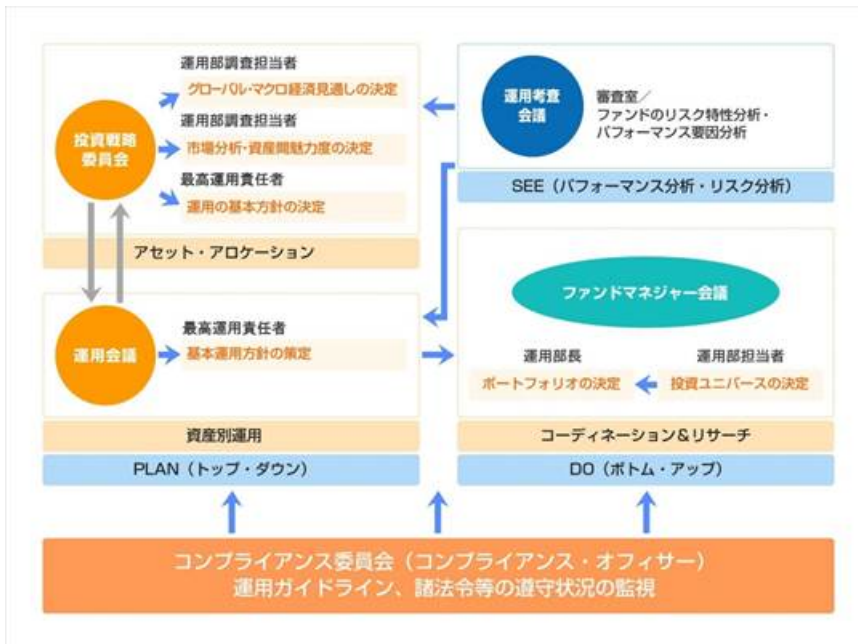 運用部調査担当者
グローバル・マクロ経済見通しの決定
投資戦略
委員会
運用部調査担当者
市場分析・資産間魅力度の決定
最高運用責任者
運用の基本方針の決定
アセット・アロケーション
運用考査
会議
審査室／
ファンドのリスク特性分析・
パフォーマンス要因分析
SEE（パフォーマンス分析・リスク分析）
運用会議
最高運用責任者
基本運用方針の策定
資産別運用
PLAN（トップ・ダウン）
ファンドマネジャー会議
運用部長
ポートフォリオの決定
運用部担当者
投資ユニバースの決定
コーディネーション＆リサーチ
DO（ボトム・アップ）
コンプライアンス委員会（コンプライアンス・オフィサー）
運用ガイドライン、諸法令等の遵守状況の監視